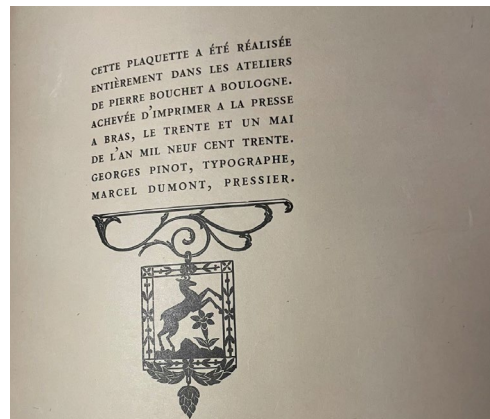 CETTE PLAQUETTE A ÉTÉ RÉALISÉE
ENTIÈREMENT DANS LES ATELIERS
DE PIERRE BOUCHET A BOULOGNE.
ACHEVÉE D'IMPRIMER A LA PRESSE
A BRAS, LE TRENTE ET UN MAI
DE L'AN MIL NEUF CENT TRENTE.
GEORGES PINOT, TYPOGRAPHE,
MARCEL DUMONT, PRESSIER.